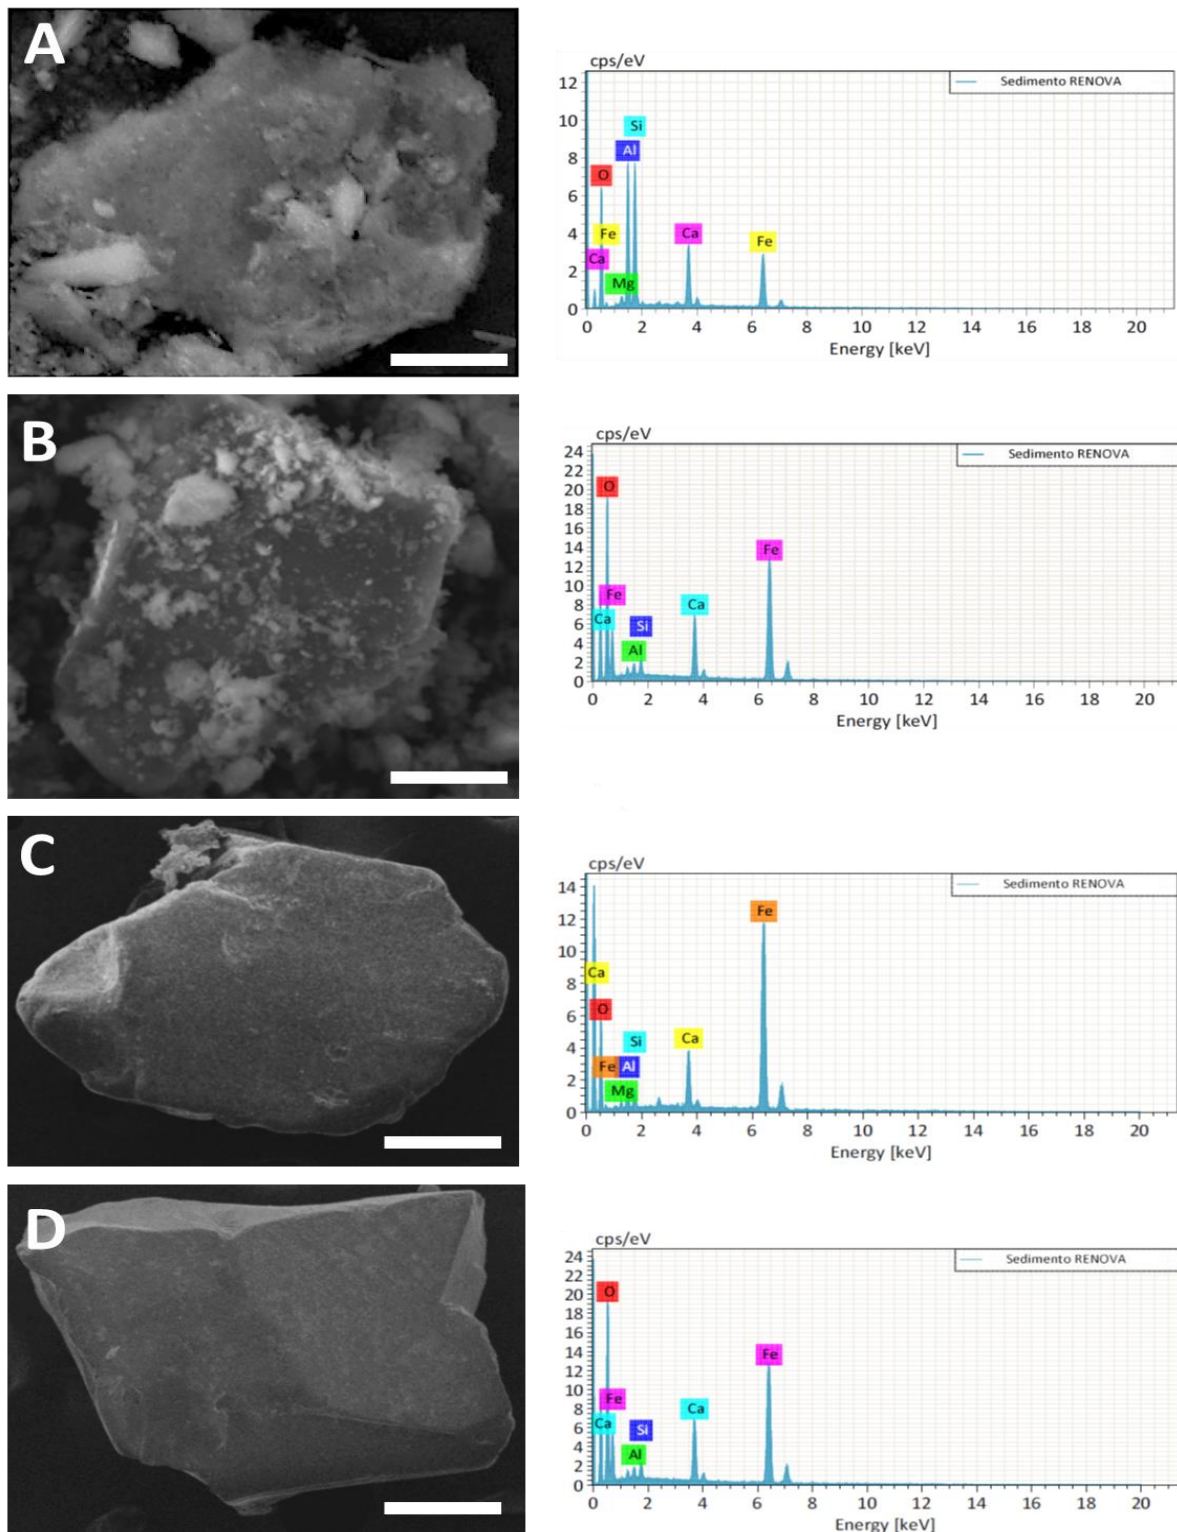 A
cps/eV
Sedimento RENOVA
12
10
8
6
4
2
0
Si
Al
O
Fe
Ca
Mg
Ca
Fe
0 2 4 6 8 10 12 14 16 18 20
Energy [keV]
B
cps/eV
Sedimento RENOVA
24
22
20
18
16
14
12
10
8
6
4
2
0
O
Fe
Ca
Si
Al
Ca
Fe
0 2 4 6 8 10 12 14 16 18 20
Energy [keV]
C
cps/eV
Sedimento RENOVA
14
12
10
8
6
4
2
0
Fe
Ca
O
Si
Ca
Fe
Al
Mg
0 2 4 6 8 10 12 14 16 18 20
Energy [keV]
D
cps/eV
Sedimento RENOVA
24
22
20
18
16
14
12
10
8
6
4
2
0
O
Fe
Fe
Ca
Ca
Si
Al
0 2 4 6 8 10 12 14 16 18 20
Energy [keV]